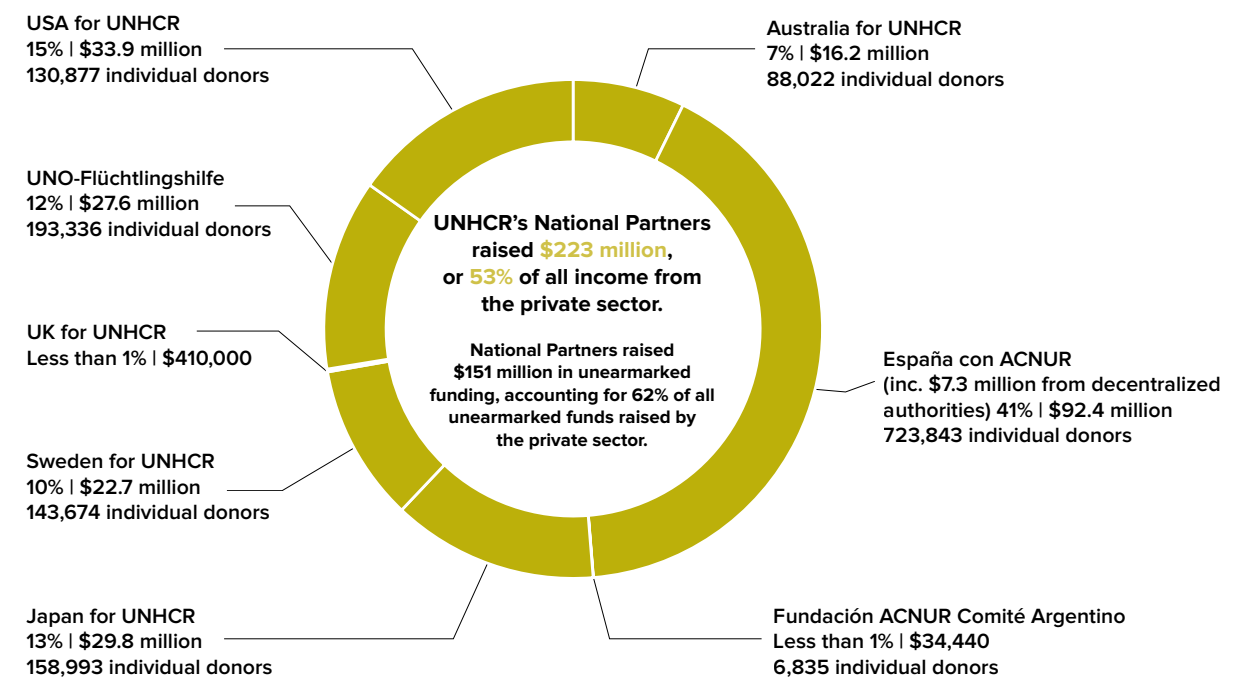 USA for UNHCR
15% | $33.9 million
130,877 individual donors
Australia for UNHCR
7% | $16.2 million
88,022 individual donors
UNO-Flüchtlingshilfe
12% | $27.6 million
193,336 individual donors
UNHCR’s National Partners
raised $223 million,
or 53% of all income from
the private sector.
National Partners raised
$151 million in unearmarked
funding, accounting for 62% of all
unearmarked funds raised by
the private sector.
UK for UNHCR
Less than 1% | $410,000
España con ACNUR
(inc. $7.3 million from decentralized
authorities) 41% | $92.4 million
723,843 individual donors
Sweden for UNHCR
10% | $22.7 million
143,674 individual donors
Japan for UNHCR
13% | $29.8 million
158,993 individual donors
Fundación ACNUR Comité Argentino
Less than 1% | $34,440
6,835 individual donors